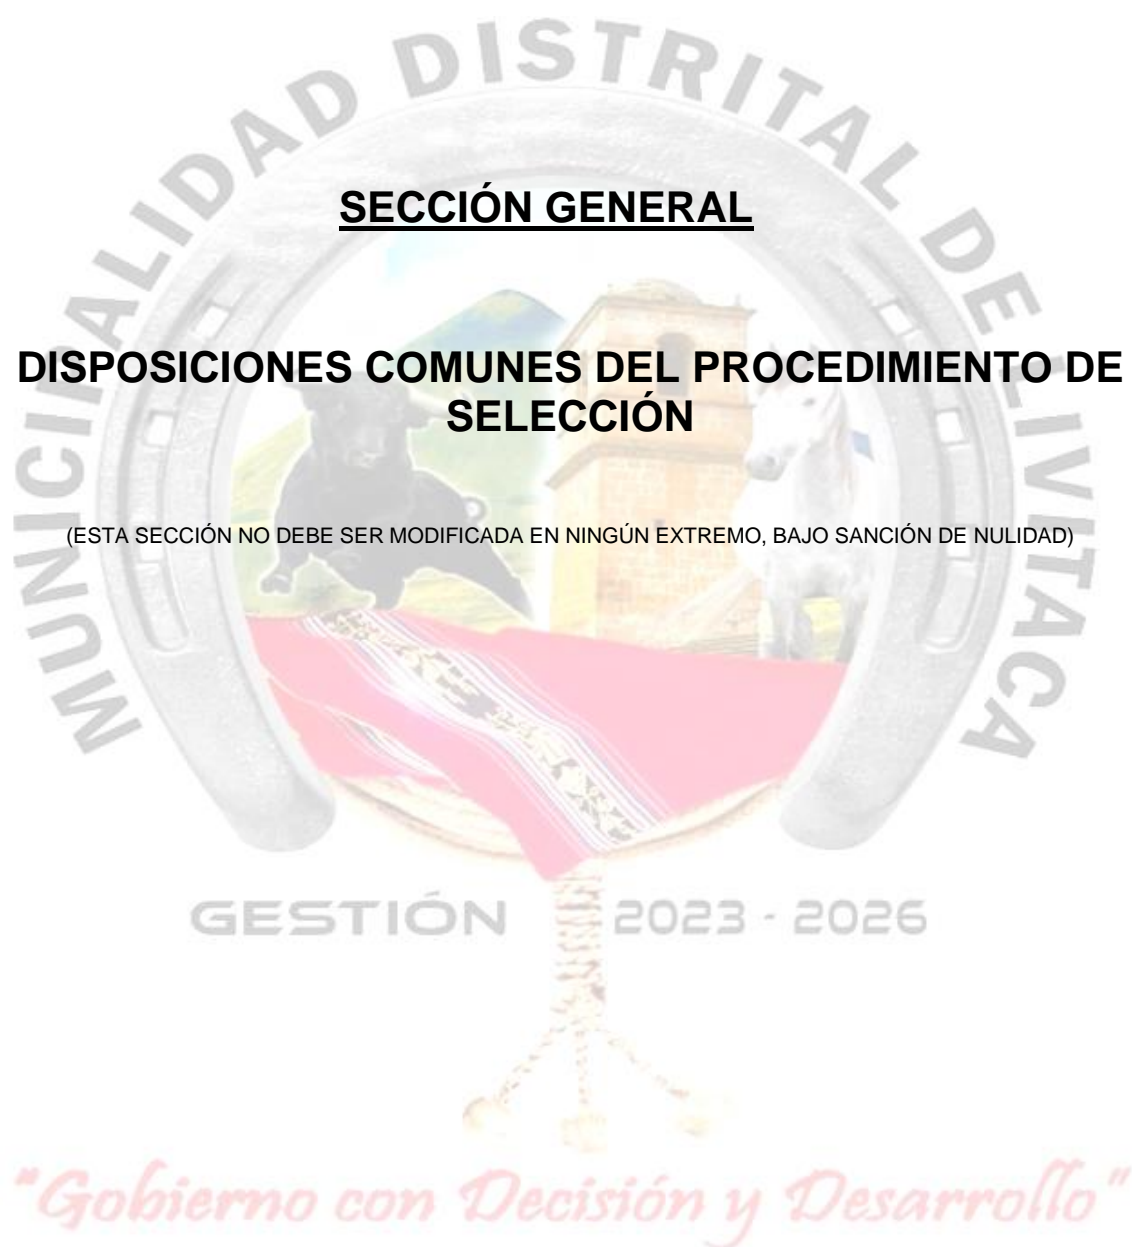 MUNICIPALIDAD DISTRITAL DE LIVITACA
SECCIÓN GENERAL
DISPOSICIONES COMUNES DEL PROCEDIMIENTO DE
SELECCIÓN
(ESTA SECCIÓN NO DEBE SER MODIFICADA EN NINGÚN EXTREMO, BAJO SANCIÓN DE NULIDAD)
GESTIÓN 2023 - 2026
"Gobierno con Decisión y Desarrollo"